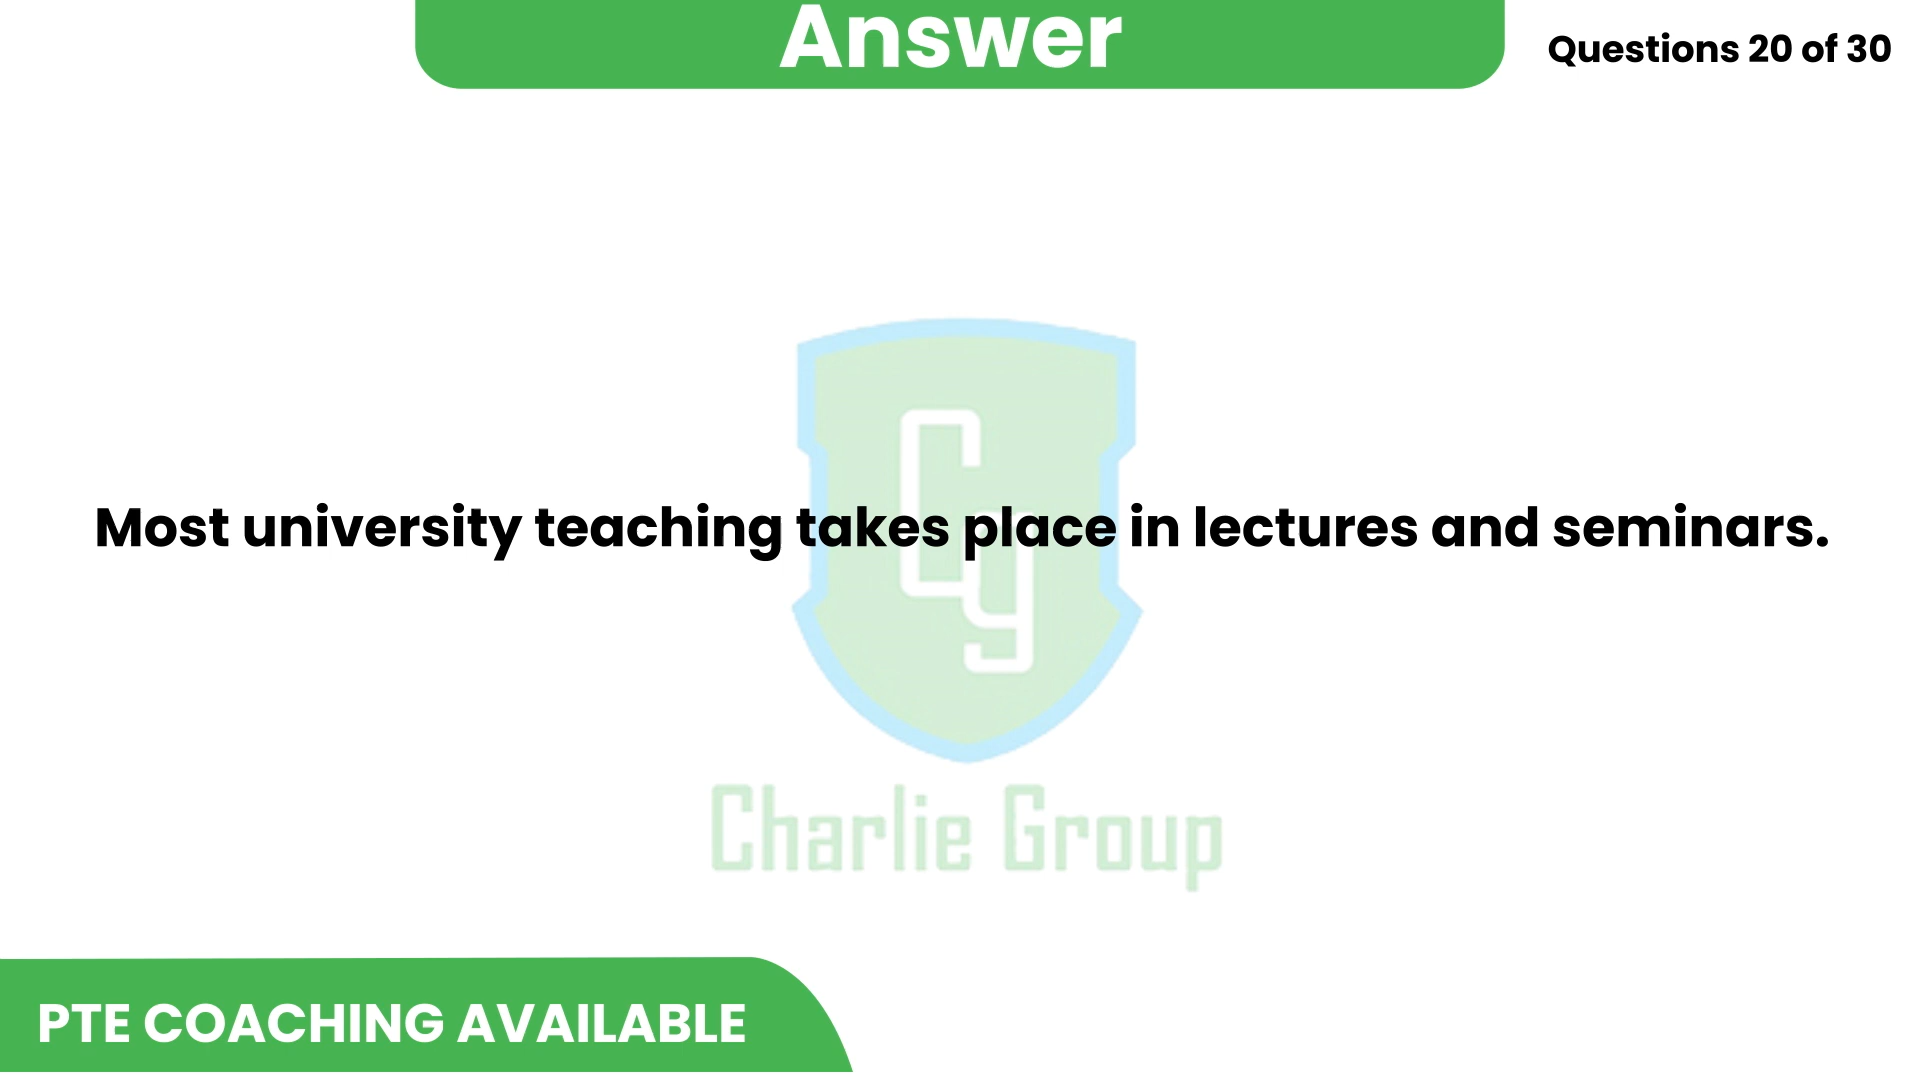 Answer
Questions 20 of 30
Most university teaching takes place in lectures and seminars.
Cg
Charlie Group
PTE COACHING AVAILABLE